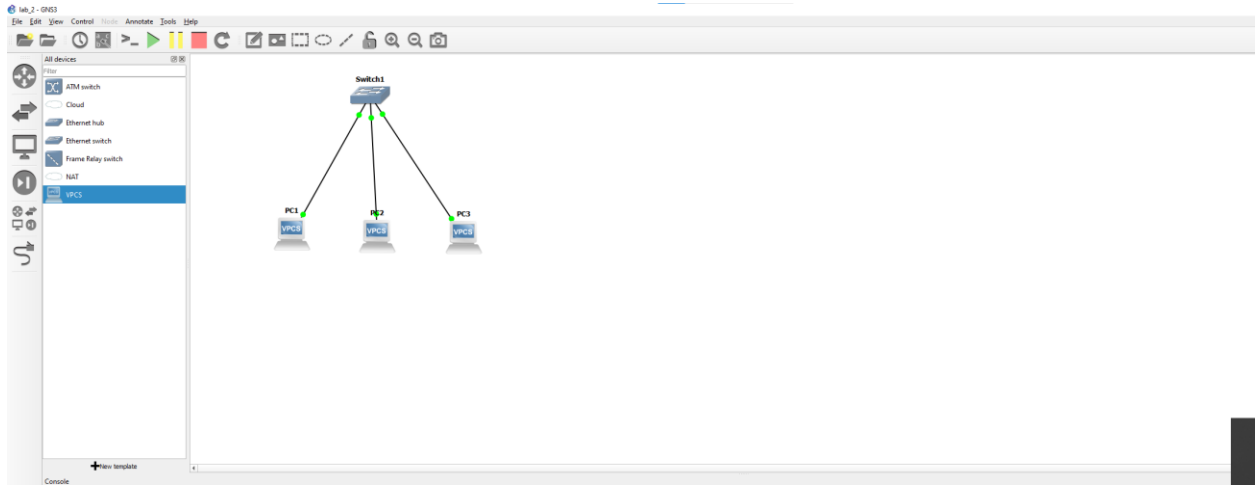 lab_2 - GNS3
File Edit View Control Node Annotate Tools Help
All devices
Filter
ATM switch
Cloud
Ethernet hub
Ethernet switch
Frame Relay switch
NAT
VPCS
New template
Console
Switch1
PC1
PC2
PC3
VPCS
VPCS
VPCS